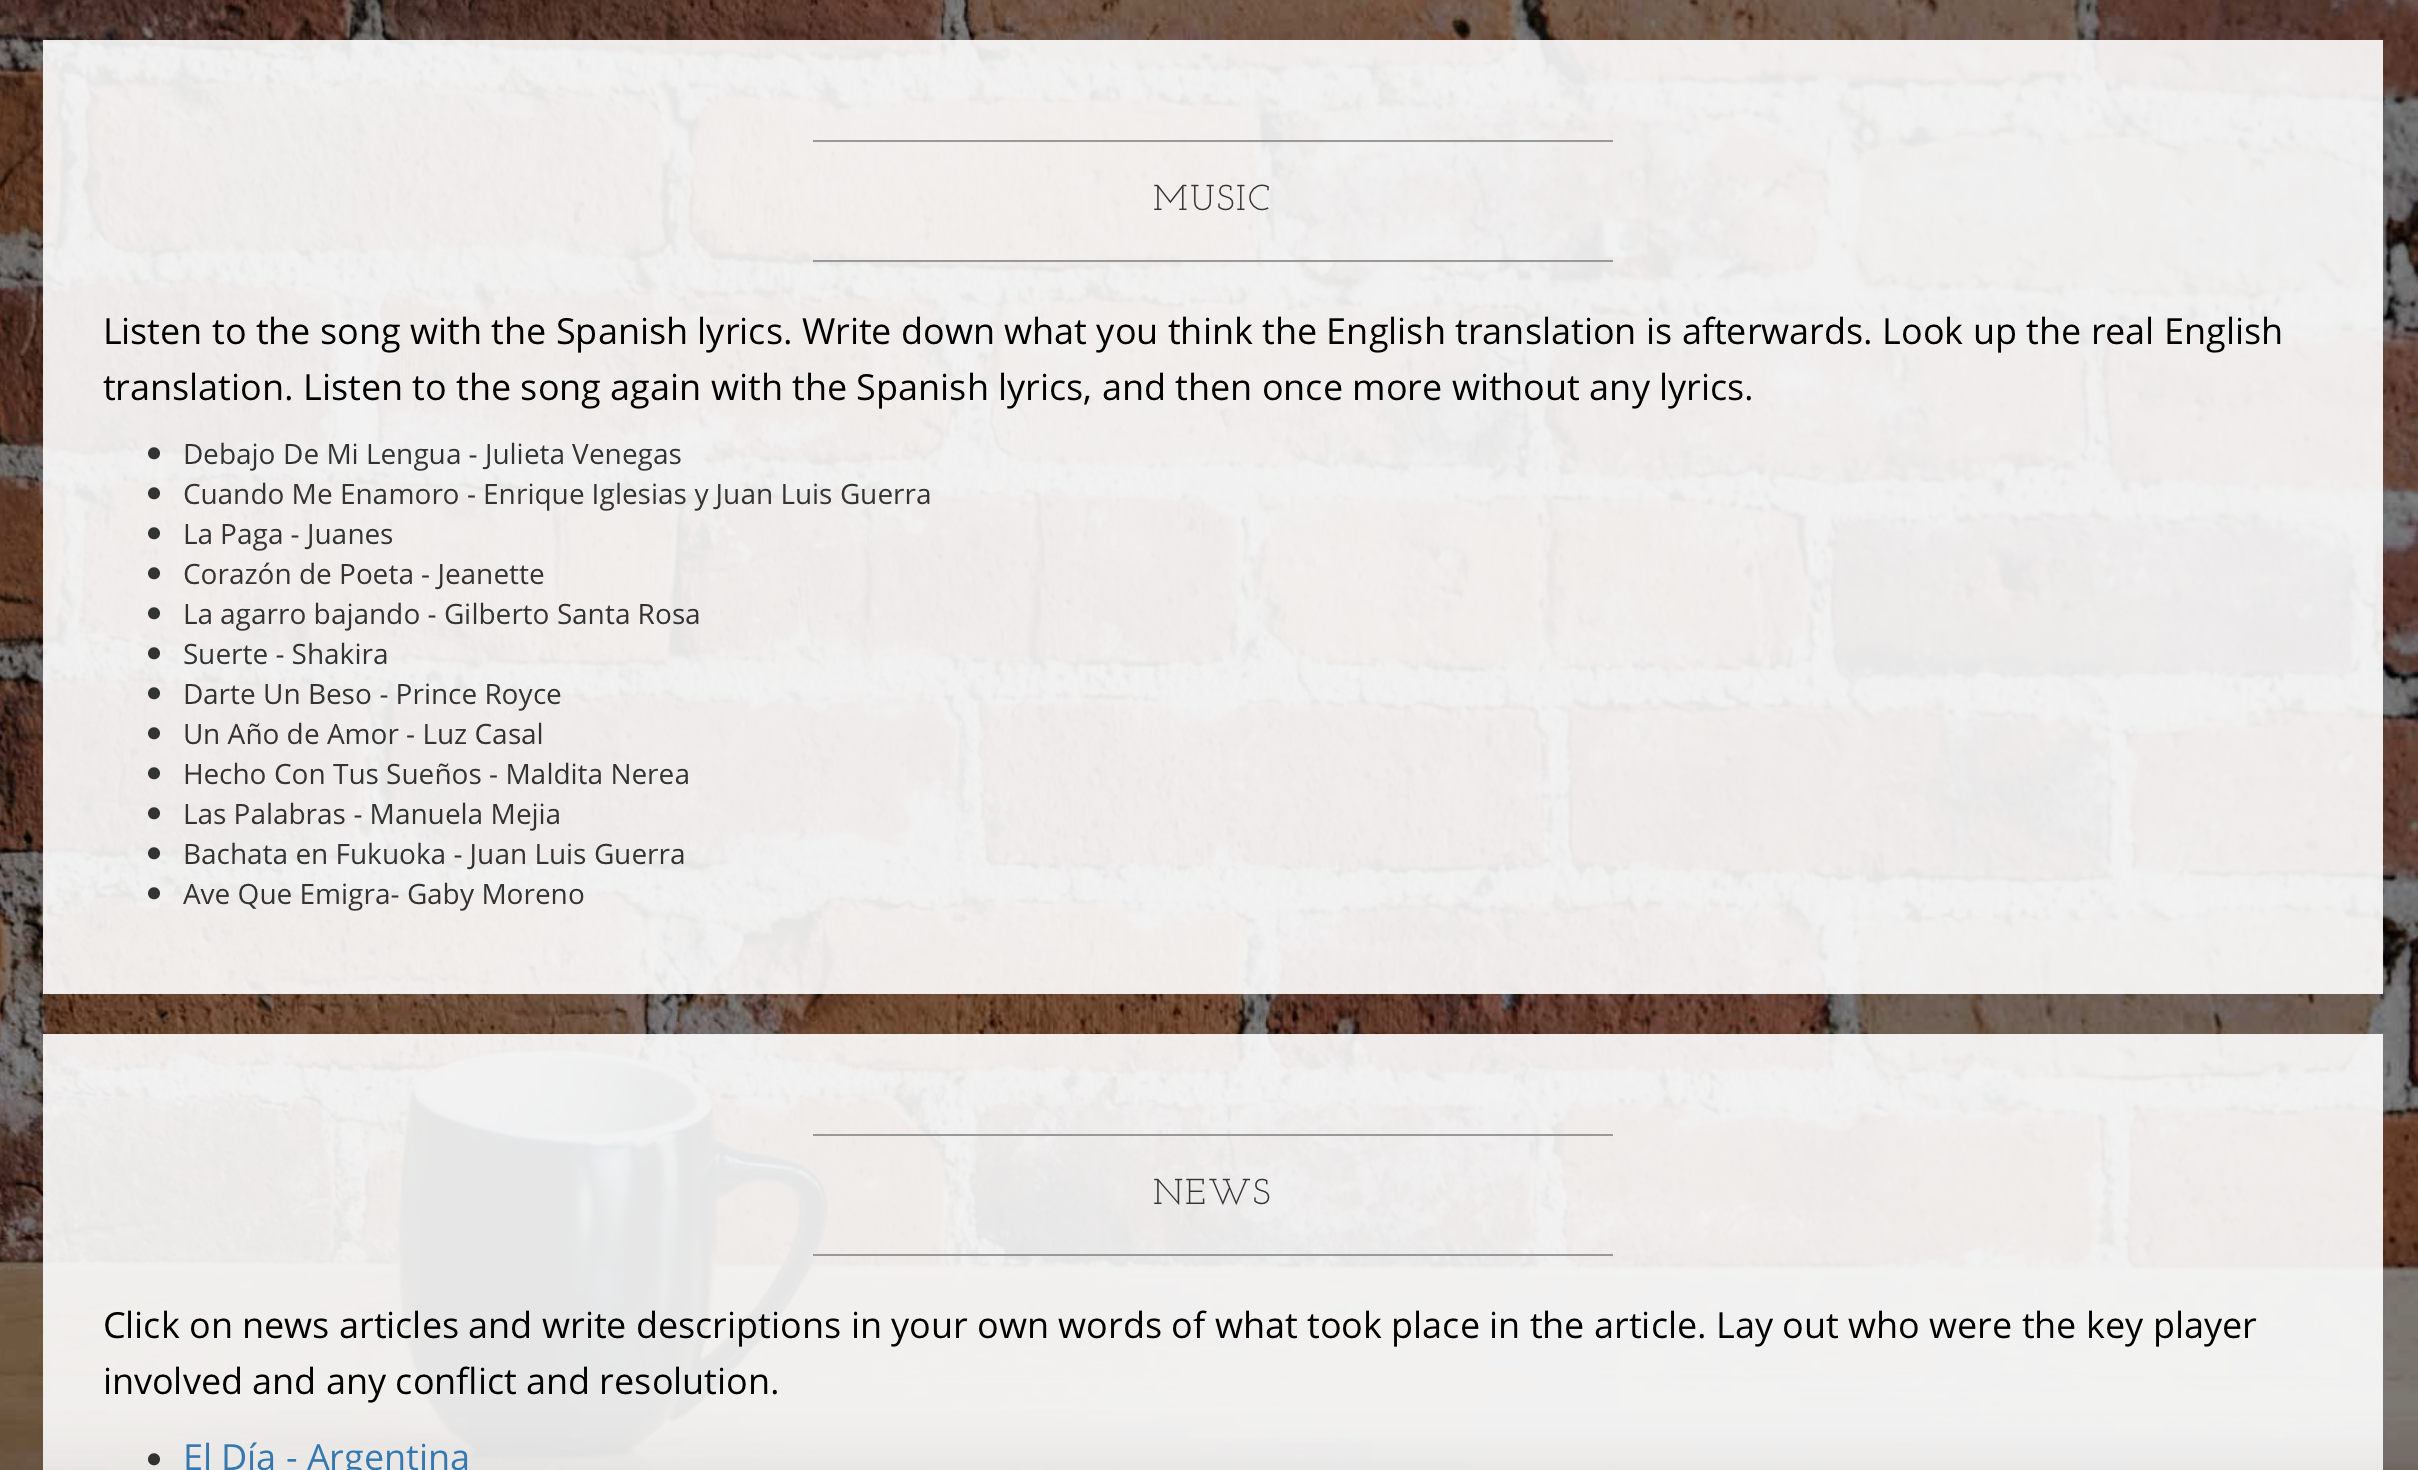 MUSIC
Listen to the song with the Spanish lyrics. Write down what you think the English translation is afterwards. Look up the real English
translation. Listen to the song again with the Spanish lyrics, and then once more without any lyrics.
Debajo De Mi Lengua - Julieta Venegas
Cuando Me Enamoro - Enrique Iglesias y Juan Luis Guerra
La Paga - Juanes
Corazón de Poeta - Jeanette
La agarro bajando - Gilberto Santa Rosa
Suerte - Shakira
Darte Un Beso - Prince Royce
Un Año de Amor - Luz Casal
Hecho Con Tus Sueños - Maldita Nerea
Las Palabras - Manuela Mejia
Bachata en Fukuoka - Juan Luis Guerra
Ave Que Emigra- Gaby Moreno
NEWS
Click on news articles and write descriptions in your own words of what took place in the article. Lay out who were the key player
involved and any conflict and resolution.
El Día - Argentina